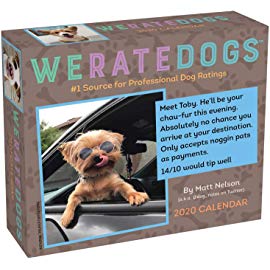 WERATEDOGS™
#1 Source for Professional Dog Ratings
Meet Toby. He'll be your
chau-fur this evening.
Absolutely no chance you
arrive at your destination.
Only accepts noggin pats
as payments.
14/10 would tip well
By Matt Nelson
2020 CALENDAR